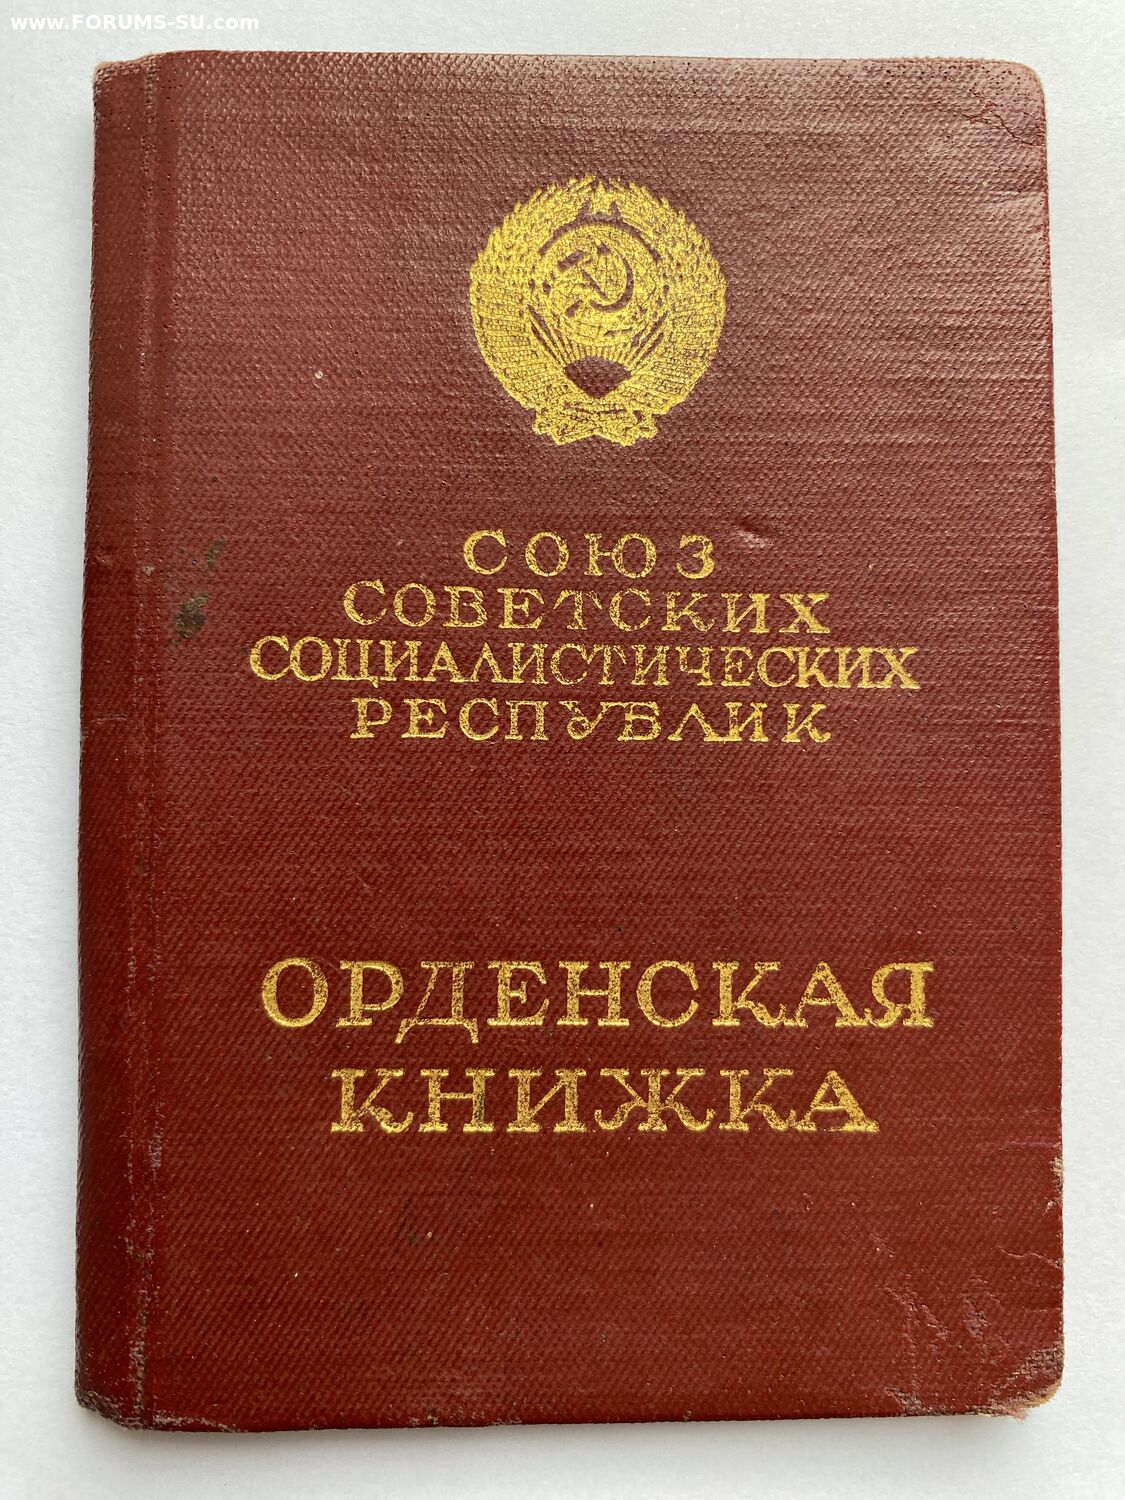 www.FORUMS-SU.com
СОЮЗ
СОВЕТСКИХ
СОЦИАЛИСТИЧЕСКИХ
РЕСПУБЛИК
ОРДЕНСКАЯ
КНИЖКА